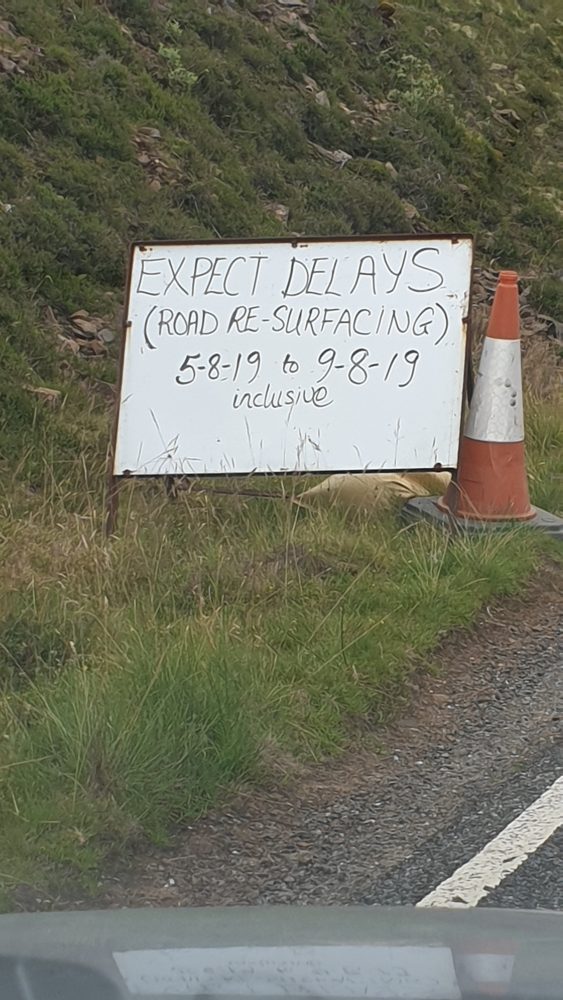 EXPECT DELAYS
(ROAD RE-SURFACING)
5-8-19 to 9-8-19
inclusive